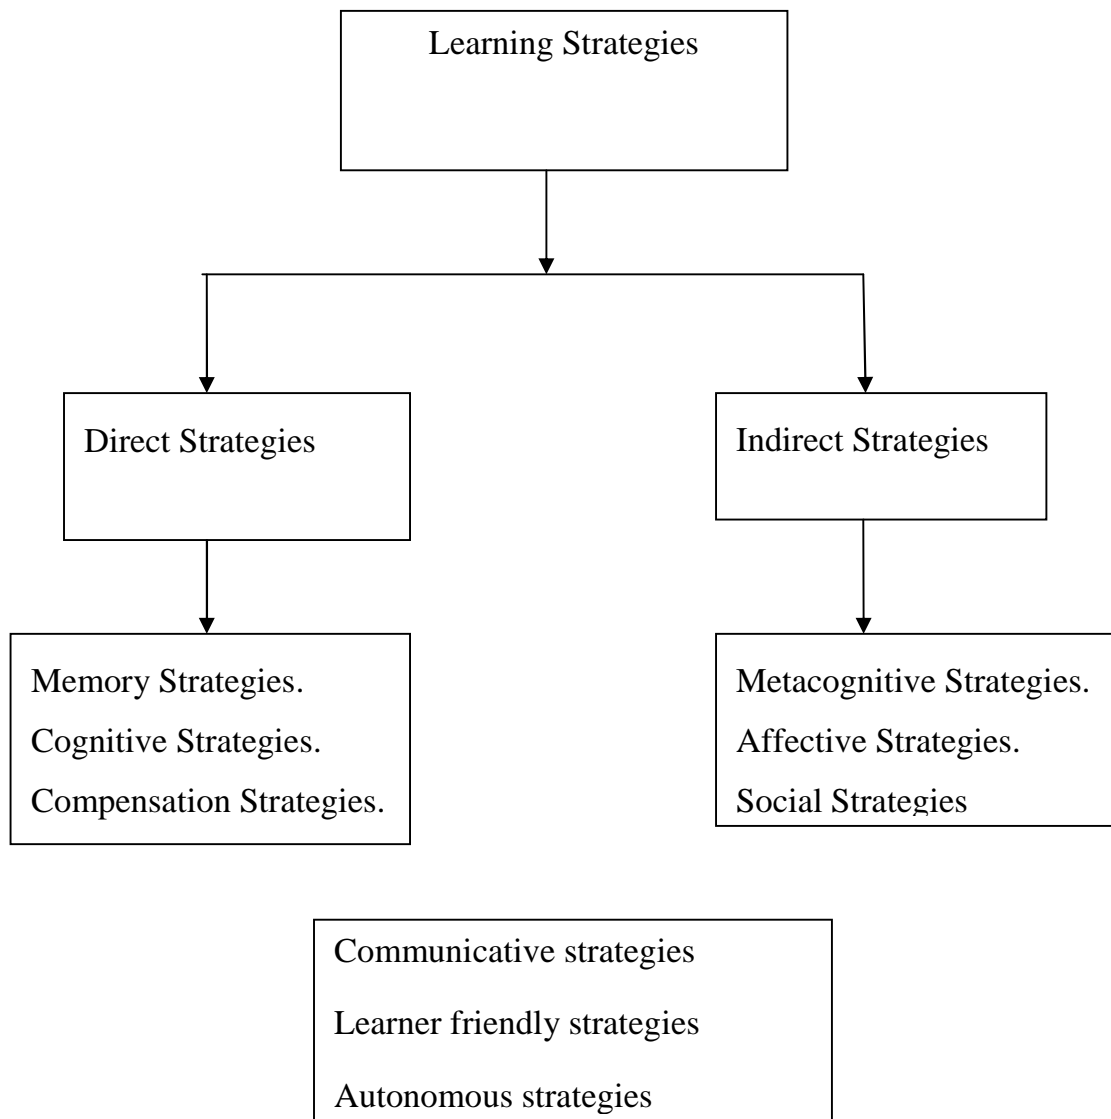 Learning Strategies
Direct Strategies
Indirect Strategies
Memory Strategies.
Cognitive Strategies.
Compensation Strategies.
Metacognitive Strategies.
Affective Strategies.
Social Strategies
Communicative strategies
Learner friendly strategies
Autonomous strategies